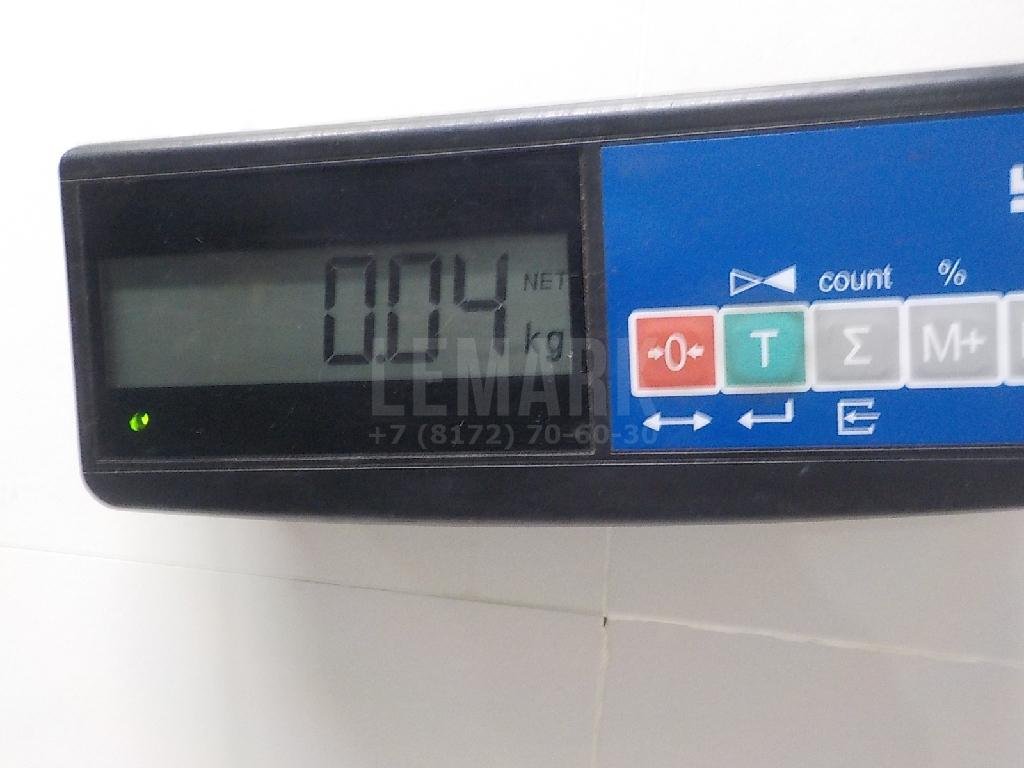 0.04 NET kg
count %
→0← T Σ M+
LEMARK
+7 (8172) 70-60-30